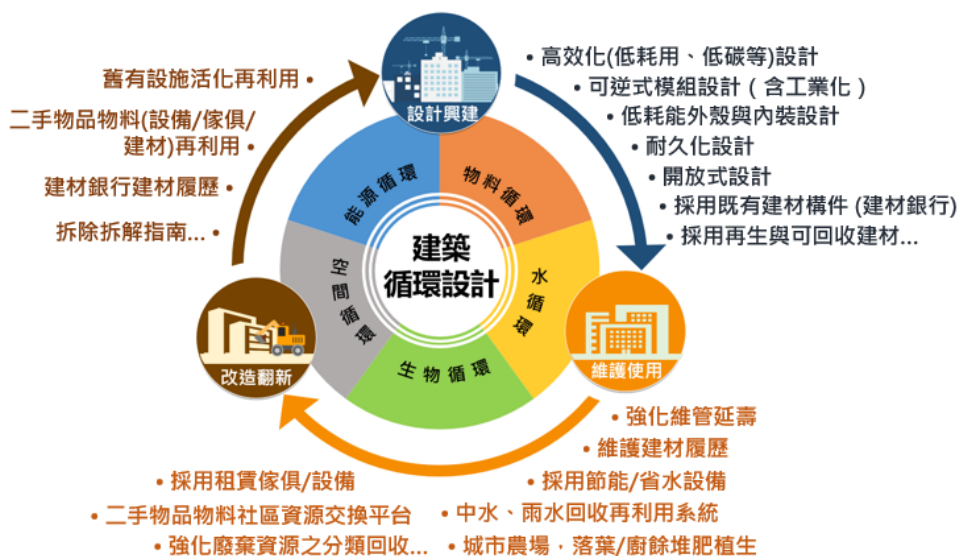 設計興建
• 高效化(低耗用、低碳等)設計
• 可逆式模組設計（含工業化）
• 低耗能外殼與內裝設計
• 耐久化設計
• 開放式設計
• 採用既有建材構件 (建材銀行)
• 採用再生與可回收建材...
舊有設施活化再利用 •
二手物品物料(設備/傢俱/
建材)再利用 •
建材銀行建材履歷 •
拆除拆解指南... •
能源循環
物料循環
建築
循環設計
空間循環
水循環
生物循環
改造翻新
維護使用
• 強化維管延壽
• 維護建材履歷
• 採用租賃傢俱/設備
• 採用節能/省水設備
• 二手物品物料社區資源交換平台
• 中水、雨水回收再利用系統
• 強化廢棄資源之分類回收...
• 城市農場，落葉/廚餘堆肥植生